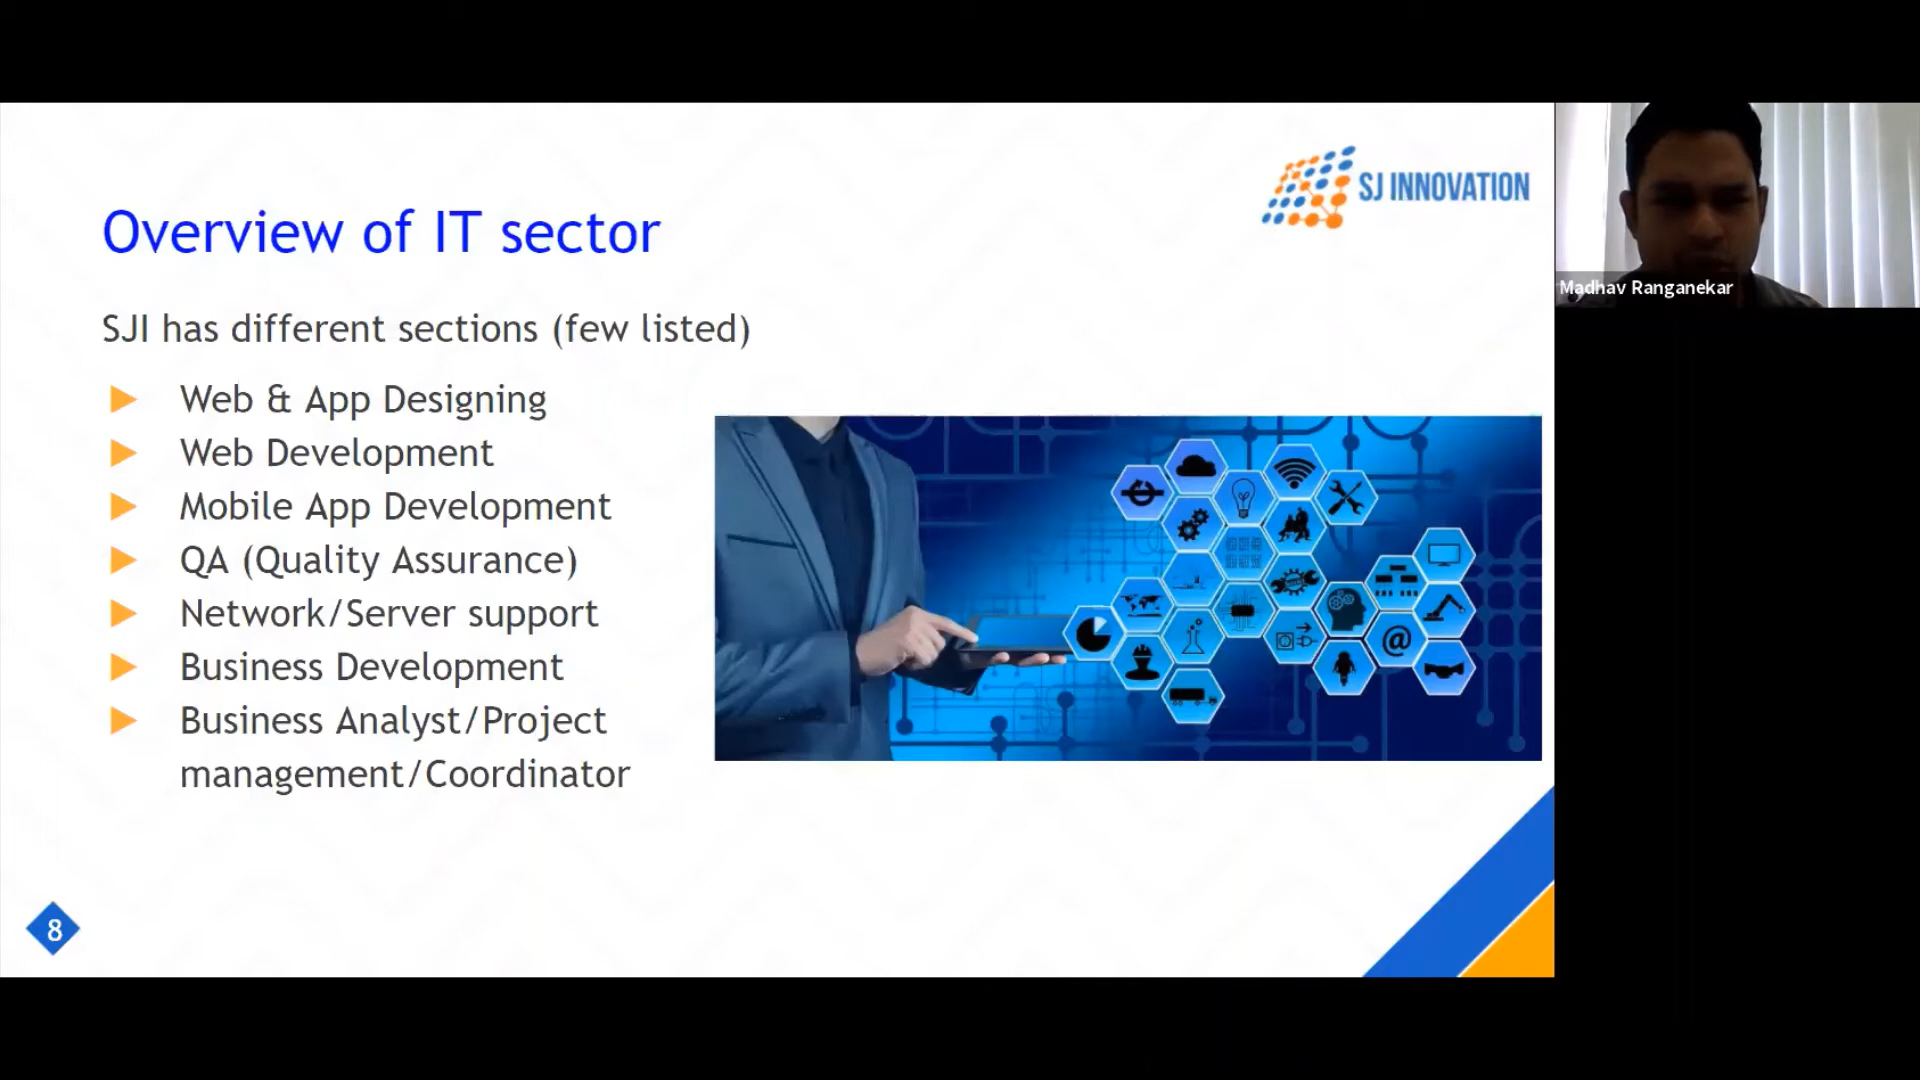 SJ INNOVATION
Overview of IT sector
SJI has different sections (few listed)
Web & App Designing
Web Development
Mobile App Development
QA (Quality Assurance)
Network/Server support
Business Development
Business Analyst/Project
management/Coordinator
@
8
Madhav Ranganekar